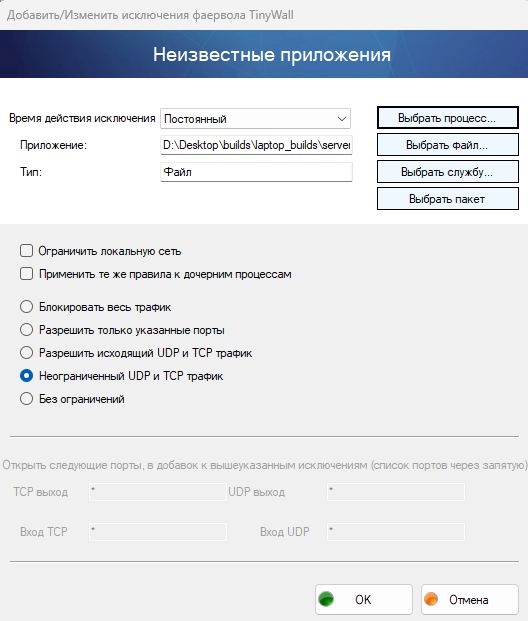 Добавить/Изменить исключения фаервола TinyWall
Неизвестные приложения
Время действия исключения Постоянный Выбрать процесс...
Приложение: D:\Desktop\builds\laptop_builds\server Выбрать файл...
Тип: Файл Выбрать службу...
Выбрать пакет
Ограничить локальную сеть
Применить те же правила к дочерним процессам
Блокировать весь трафик
Разрешить только указанные порты
Разрешить исходящий UDP и TCP трафик
Неограниченный UDP и TCP трафик
Без ограничений
Открыть следующие порты, в добавок к вышеуказанным исключениям (список портов через запятую)
TCP выход * UDP выход *
Вход TCP * Вход UDP *
OK Отмена